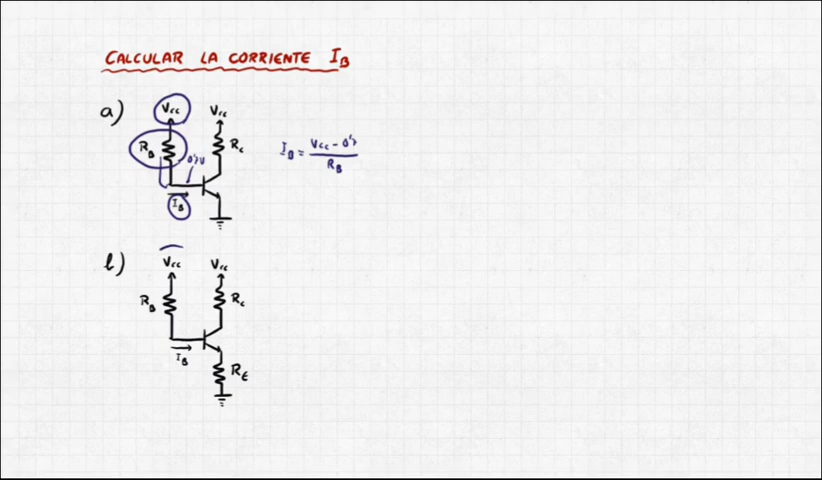 CALCULAR LA CORRIENTE IB
a)
Vcc Vcc
RB Rc
0'7V
IB
IB = Vcc - 0'7
RB
b)
Vcc Vcc
RB Rc
IB
RE